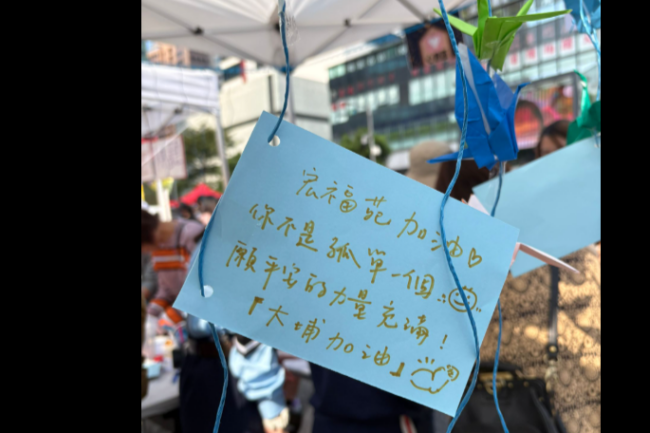 宏福苑加油♡
你不是孤單一個
願平安的力量充滿！
『大埔加油』